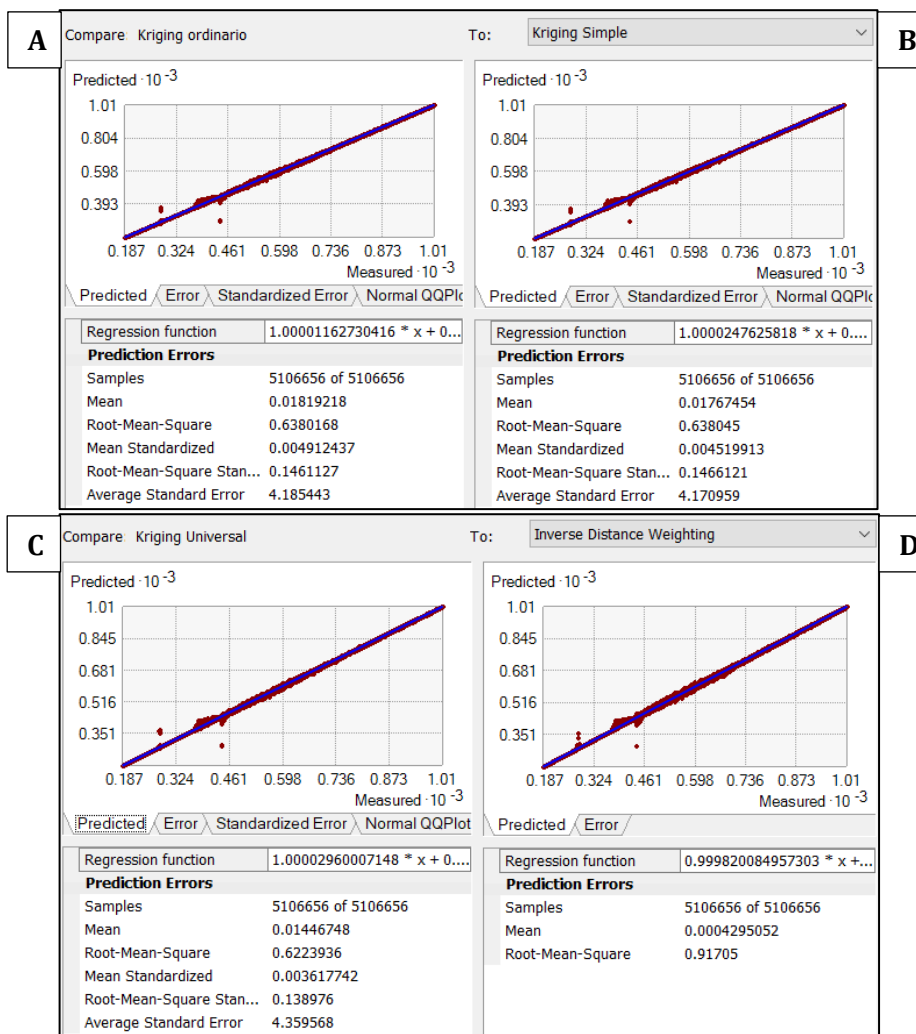 A
Compare Kriging ordinario
To: Kriging Simple
B
Predicted ·10 -3
1.01
0.804
0.598
0.393
0.187 0.324 0.461 0.598 0.736 0.873 1.01
Measured ·10 -3
Predicted Error Standardized Error Normal QQPlo
Regression function 1.00001162730416 * x + 0...
Prediction Errors
Samples 5106656 of 5106656
Mean 0.01819218
Root-Mean-Square 0.6380168
Mean Standardized 0.004912437
Root-Mean-Square Stan... 0.1461127
Average Standard Error 4.185443
Predicted ·10 -3
1.01
0.804
0.598
0.393
0.187 0.324 0.461 0.598 0.736 0.873 1.01
Measured ·10 -3
Predicted Error Standardized Error Normal QQPlo
Regression function 1.0000247625818 * x + 0....
Prediction Errors
Samples 5106656 of 5106656
Mean 0.01767454
Root-Mean-Square 0.638045
Mean Standardized 0.004519913
Root-Mean-Square Stan... 0.1466121
Average Standard Error 4.170959
C
Compare Kriging Universal
To: Inverse Distance Weighting
D
Predicted ·10 -3
1.01
0.845
0.681
0.516
0.351
0.187 0.324 0.461 0.598 0.736 0.873 1.01
Measured ·10 -3
Predicted Error Standardized Error Normal QQPlot
Regression function 1.00002960007148 * x + 0....
Prediction Errors
Samples 5106656 of 5106656
Mean 0.01446748
Root-Mean-Square 0.6223936
Mean Standardized 0.003617742
Root-Mean-Square Stan... 0.138976
Average Standard Error 4.359568
Predicted ·10 -3
1.01
0.845
0.681
0.516
0.351
0.187 0.324 0.461 0.598 0.736 0.873 1.01
Measured ·10 -3
Predicted Error
Regression function 0.999820084957303 * x +...
Prediction Errors
Samples 5106656 of 5106656
Mean 0.0004295052
Root-Mean-Square 0.91705